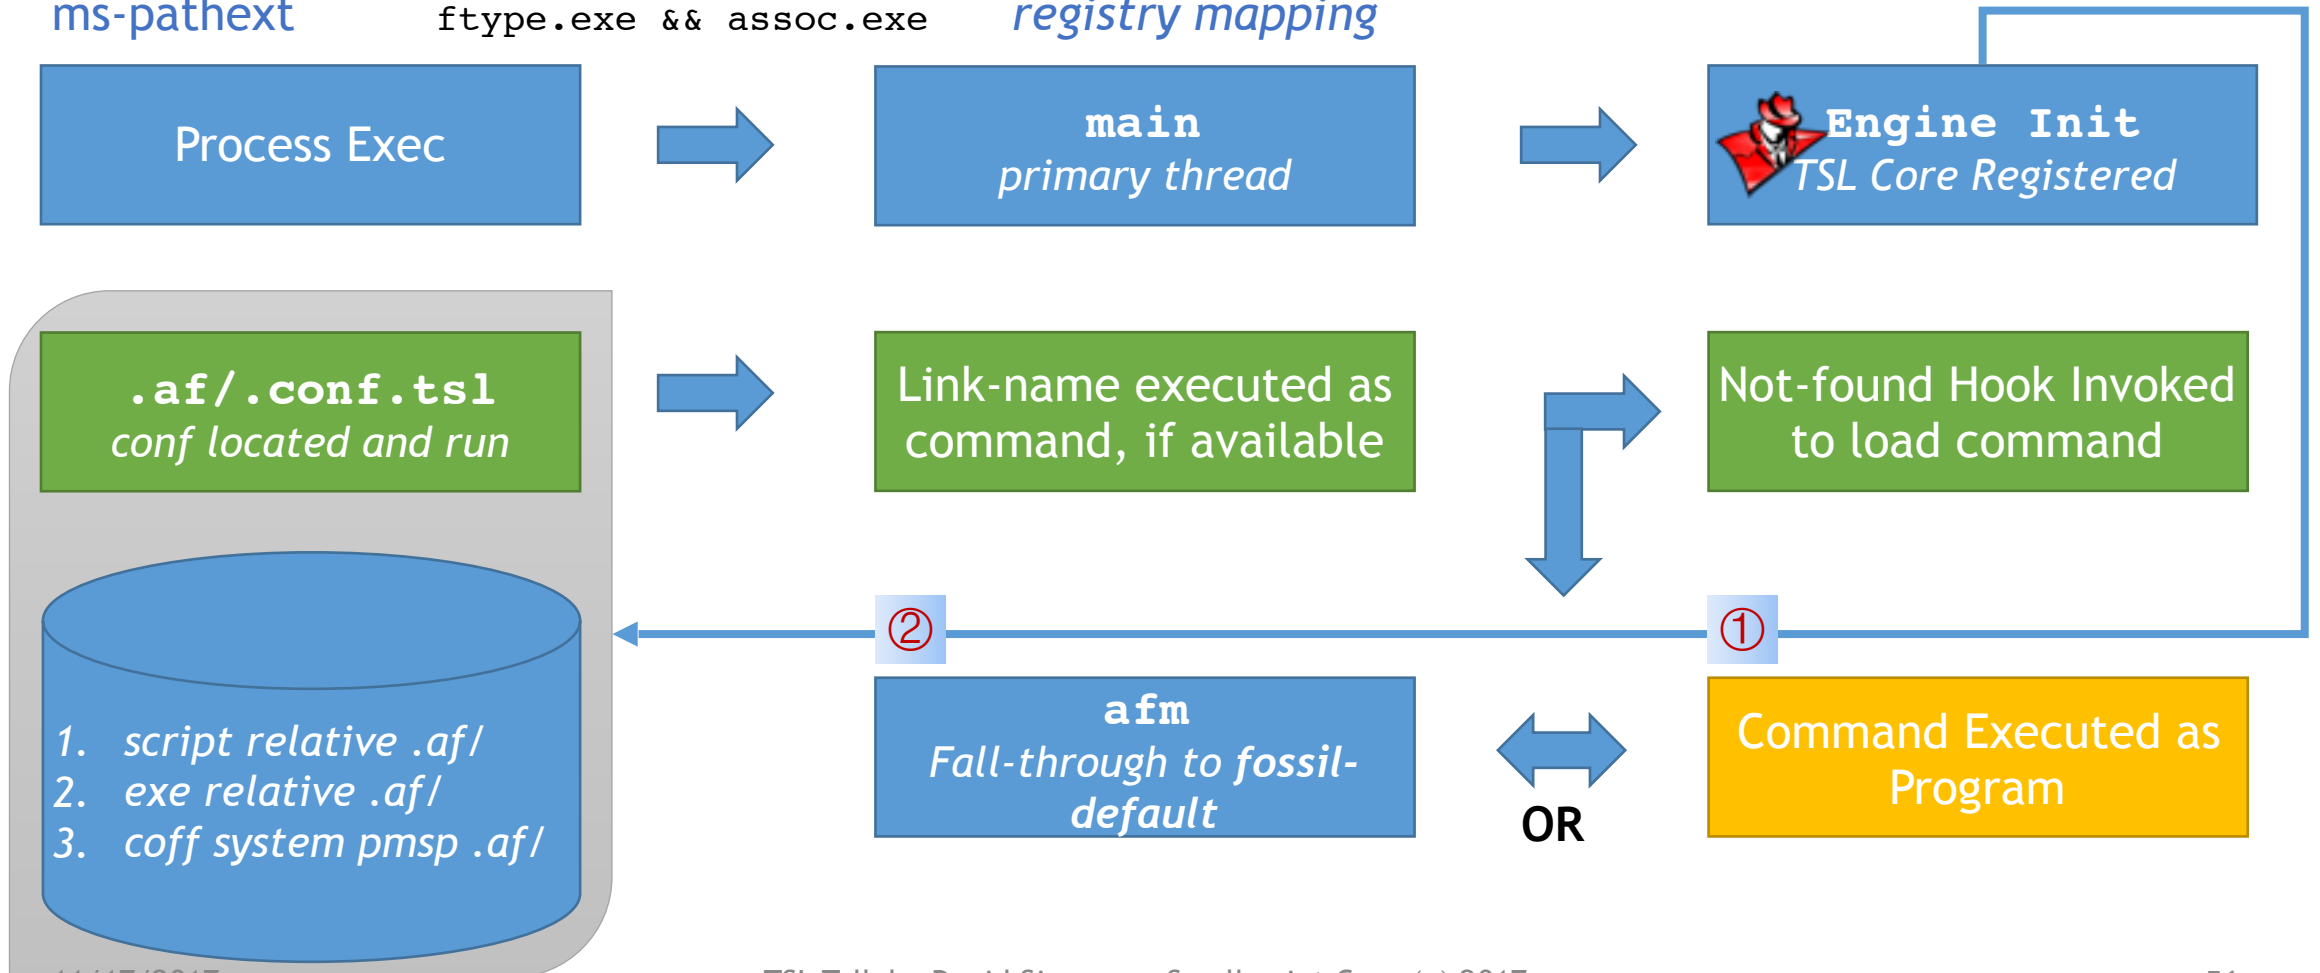 ms-pathext ftype.exe && assoc.exe registry mapping
Process Exec
main
primary thread
Engine Init
TSL Core Registered
.af/.conf.tsl
conf located and run
Link-name executed as
command, if available
Not-found Hook Invoked
to load command
②
①
1. script relative .af/
2. exe relative .af/
3. coff system pmsp .af/
afm
Fall-through to fossil-
default
OR
Command Executed as
Program